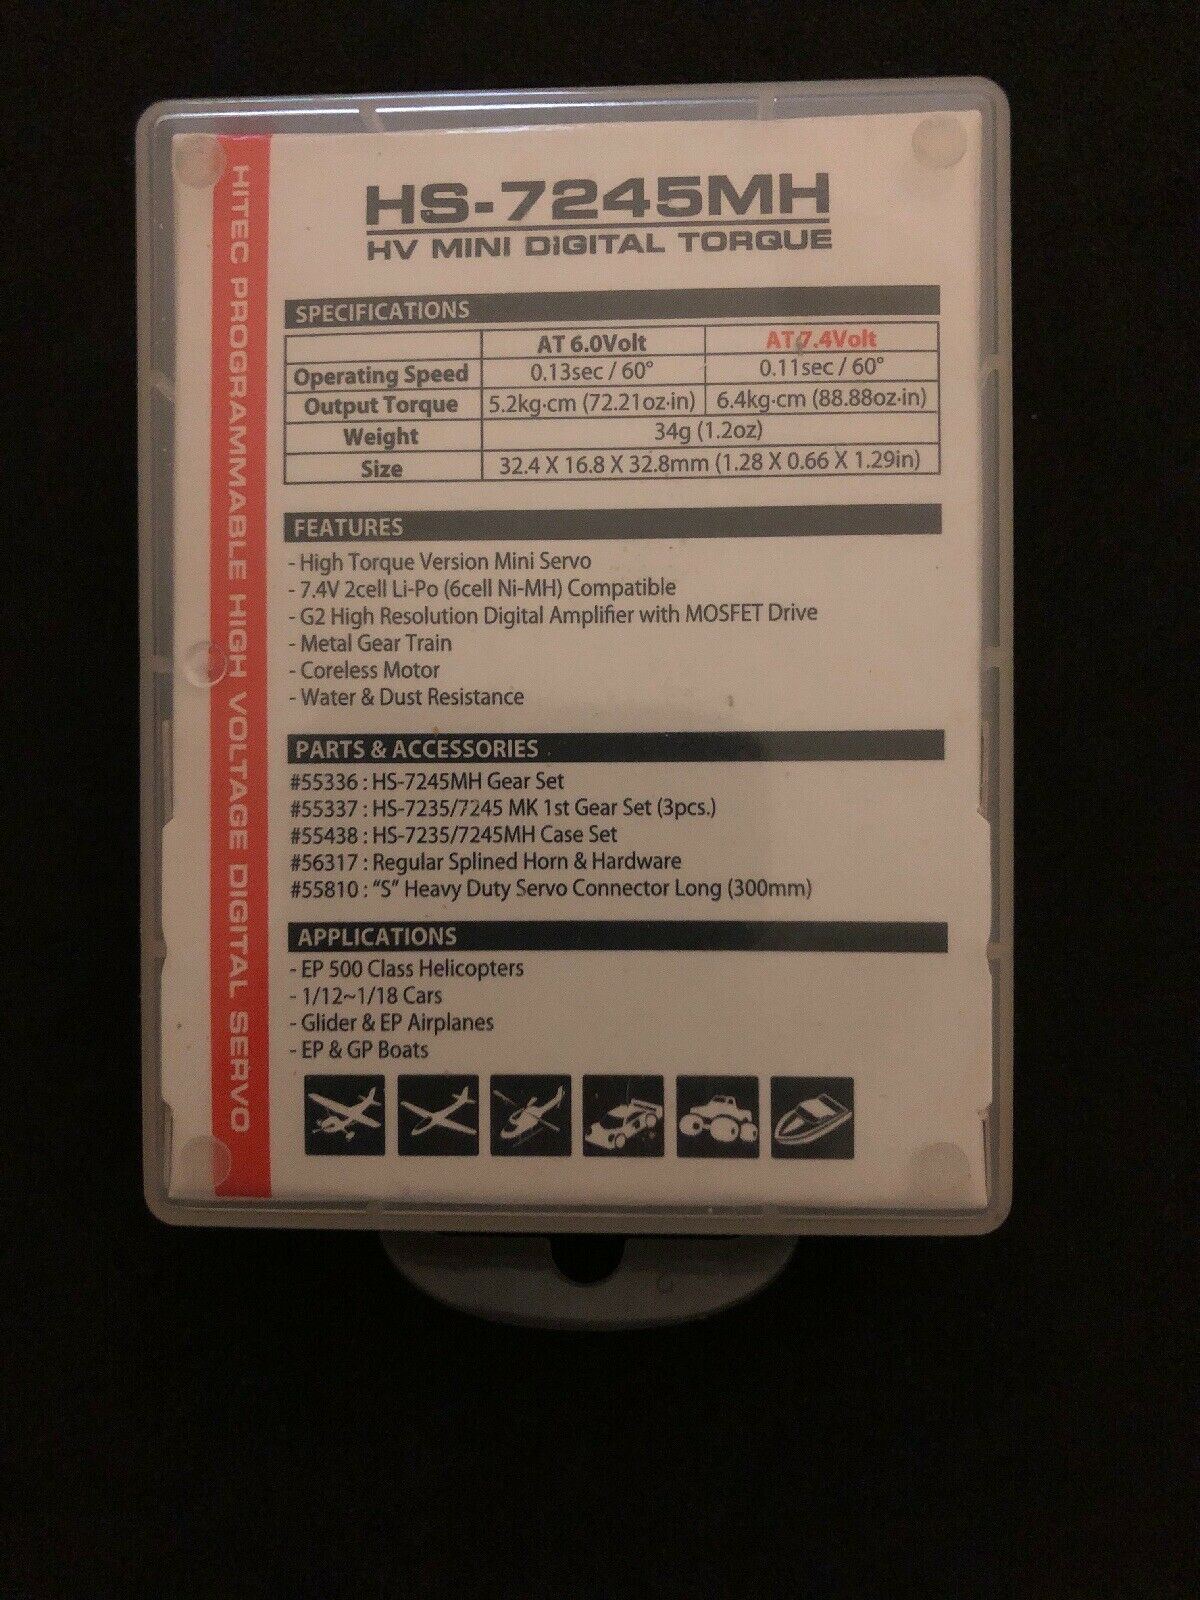 HITEC PROGRAMMABLE HIGH VOLTAGE DIGITAL SERVO
HS-7245MH
HV MINI DIGITAL TORQUE
SPECIFICATIONS
AT 6.0Volt AT 7.4Volt
Operating Speed 0.13sec / 60° 0.11sec / 60°
Output Torque 5.2kg·cm (72.21oz·in) 6.4kg·cm (88.88oz·in)
Weight 34g (1.2oz)
Size 32.4 X 16.8 X 32.8mm (1.28 X 0.66 X 1.29in)
FEATURES
- High Torque Version Mini Servo
- 7.4V 2cell Li-Po (6cell Ni-MH) Compatible
- G2 High Resolution Digital Amplifier with MOSFET Drive
- Metal Gear Train
- Coreless Motor
- Water & Dust Resistance
PARTS & ACCESSORIES
#55336 : HS-7245MH Gear Set
#55337 : HS-7235/7245 MK 1st Gear Set (3pcs.)
#55438 : HS-7235/7245MH Case Set
#56317 : Regular Splined Horn & Hardware
#55810 : “S” Heavy Duty Servo Connector Long (300mm)
APPLICATIONS
- EP 500 Class Helicopters
- 1/12~1/18 Cars
- Glider & EP Airplanes
- EP & GP Boats